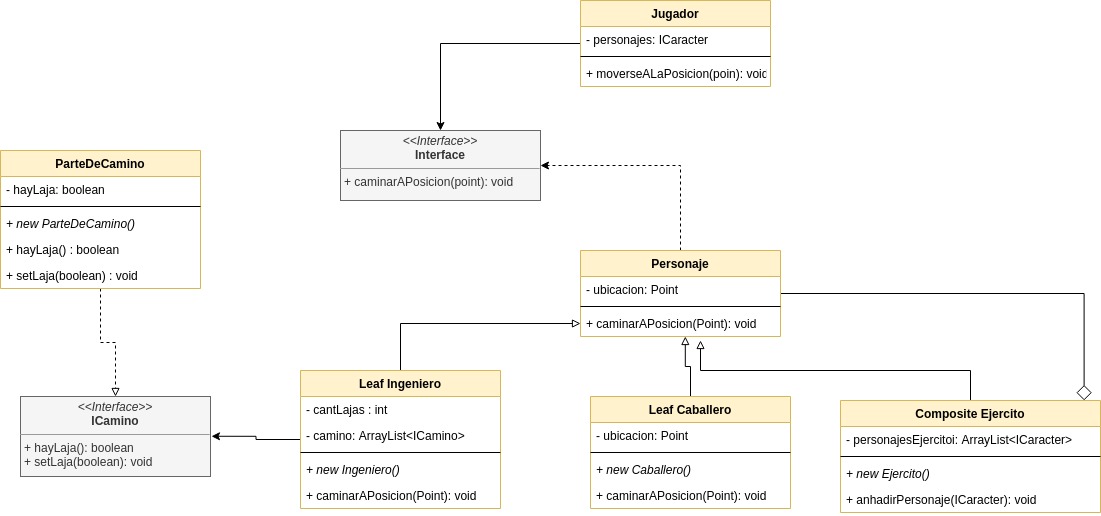 Jugador
- personajes: ICaracter
+ moverseALaPosicion(poin): void
<<Interface>>
Interface
+ caminarAPosicion(point): void
ParteDeCamino
- hayLaja: boolean
+ new ParteDeCamino()
+ hayLaja() : boolean
+ setLaja(boolean) : void
Personaje
- ubicacion: Point
+ caminarAPosicion(Point): void
<<Interface>>
ICamino
+ hayLaja(): boolean
+ setLaja(boolean): void
Leaf Ingeniero
- cantLajas : int
- camino: ArrayList<ICamino>
+ new Ingeniero()
+ caminarAPosicion(Point): void
Leaf Caballero
- ubicacion: Point
+ new Caballero()
+ caminarAPosicion(Point): void
Composite Ejercito
- personajesEjercitoi: ArrayList<ICaracter>
+ new Ejercito()
+ anhadirPersonaje(ICaracter): void